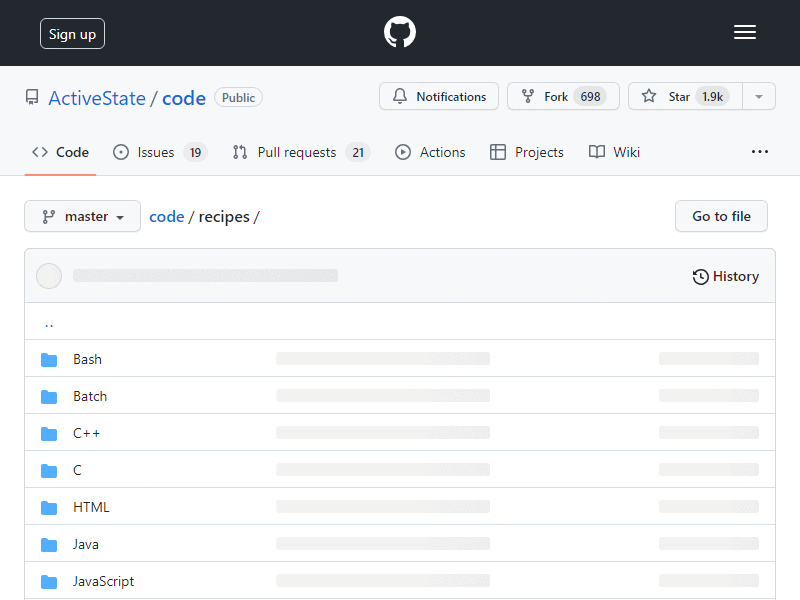 Sign up
ActiveState / code Public
Notifications
Fork 698
Star 1.9k
Code
Issues 19
Pull requests 21
Actions
Projects
Wiki
master
code / recipes /
Go to file
History
..
Bash
Batch
C++
C
HTML
Java
JavaScript